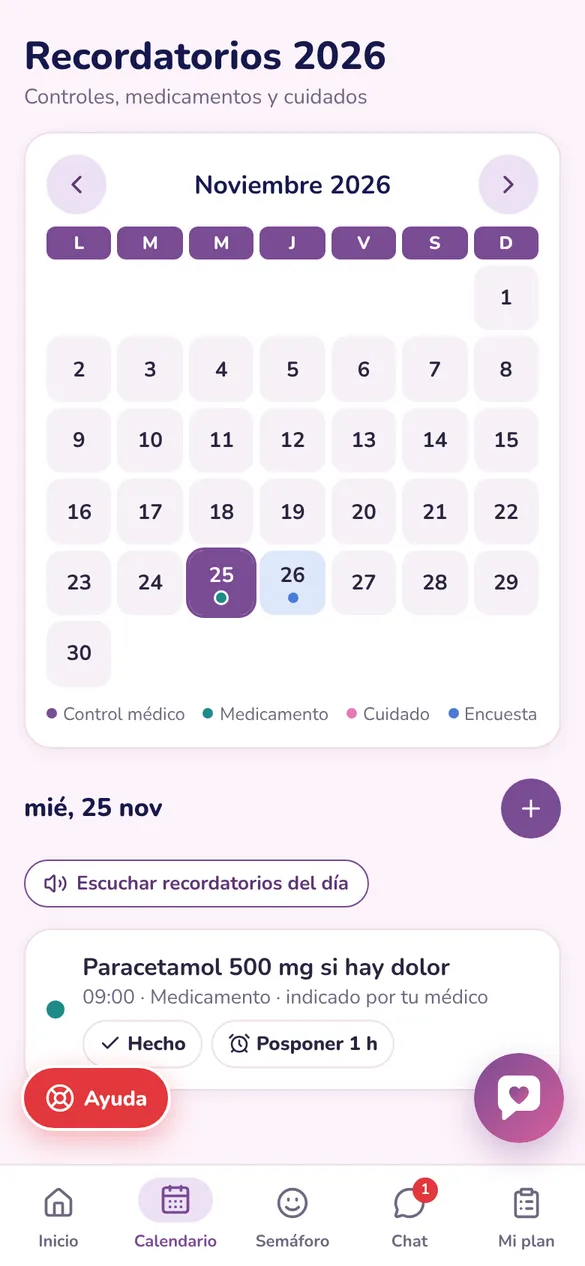 Recordatorios 2026
Controles, medicamentos y cuidados
Noviembre 2026
L M M J V S D
1
2 3 4 5 6 7 8
9 10 11 12 13 14 15
16 17 18 19 20 21 22
23 24 25 26 27 28 29
30
Control médico Medicamento Cuidado Encuesta
mié, 25 nov
Escuchar recordatorios del día
Paracetamol 500 mg si hay dolor
09:00 · Medicamento · indicado por tu médico
Hecho Posponer 1 h
Ayuda
1
Inicio Calendario Semáforo Chat Mi plan